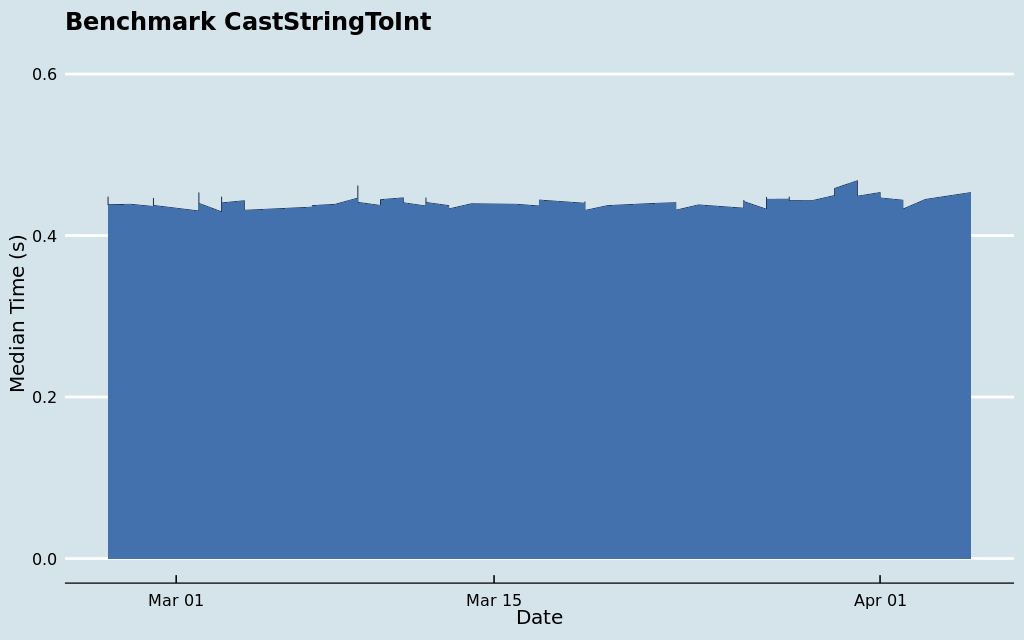 Benchmark CastStringToInt
0.6
0.4
0.2
0.0
Median Time (s)
Mar 01
Mar 15
Apr 01
Date